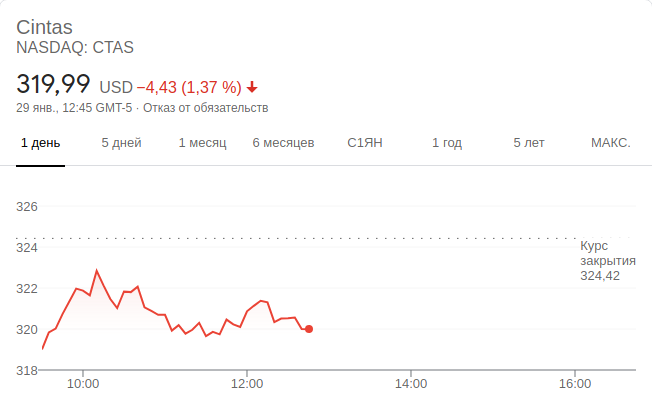 Cintas
NASDAQ: CTAS
319,99 USD −4,43 (1,37 %)
29 янв., 12:45 GMT-5 · Отказ от обязательств
1 день 5 дней 1 месяц 6 месяцев С1ЯН 1 год 5 лет МАКС.
326
324
322
320
318
Курс
закрытия
324,42
10:00 12:00 14:00 16:00